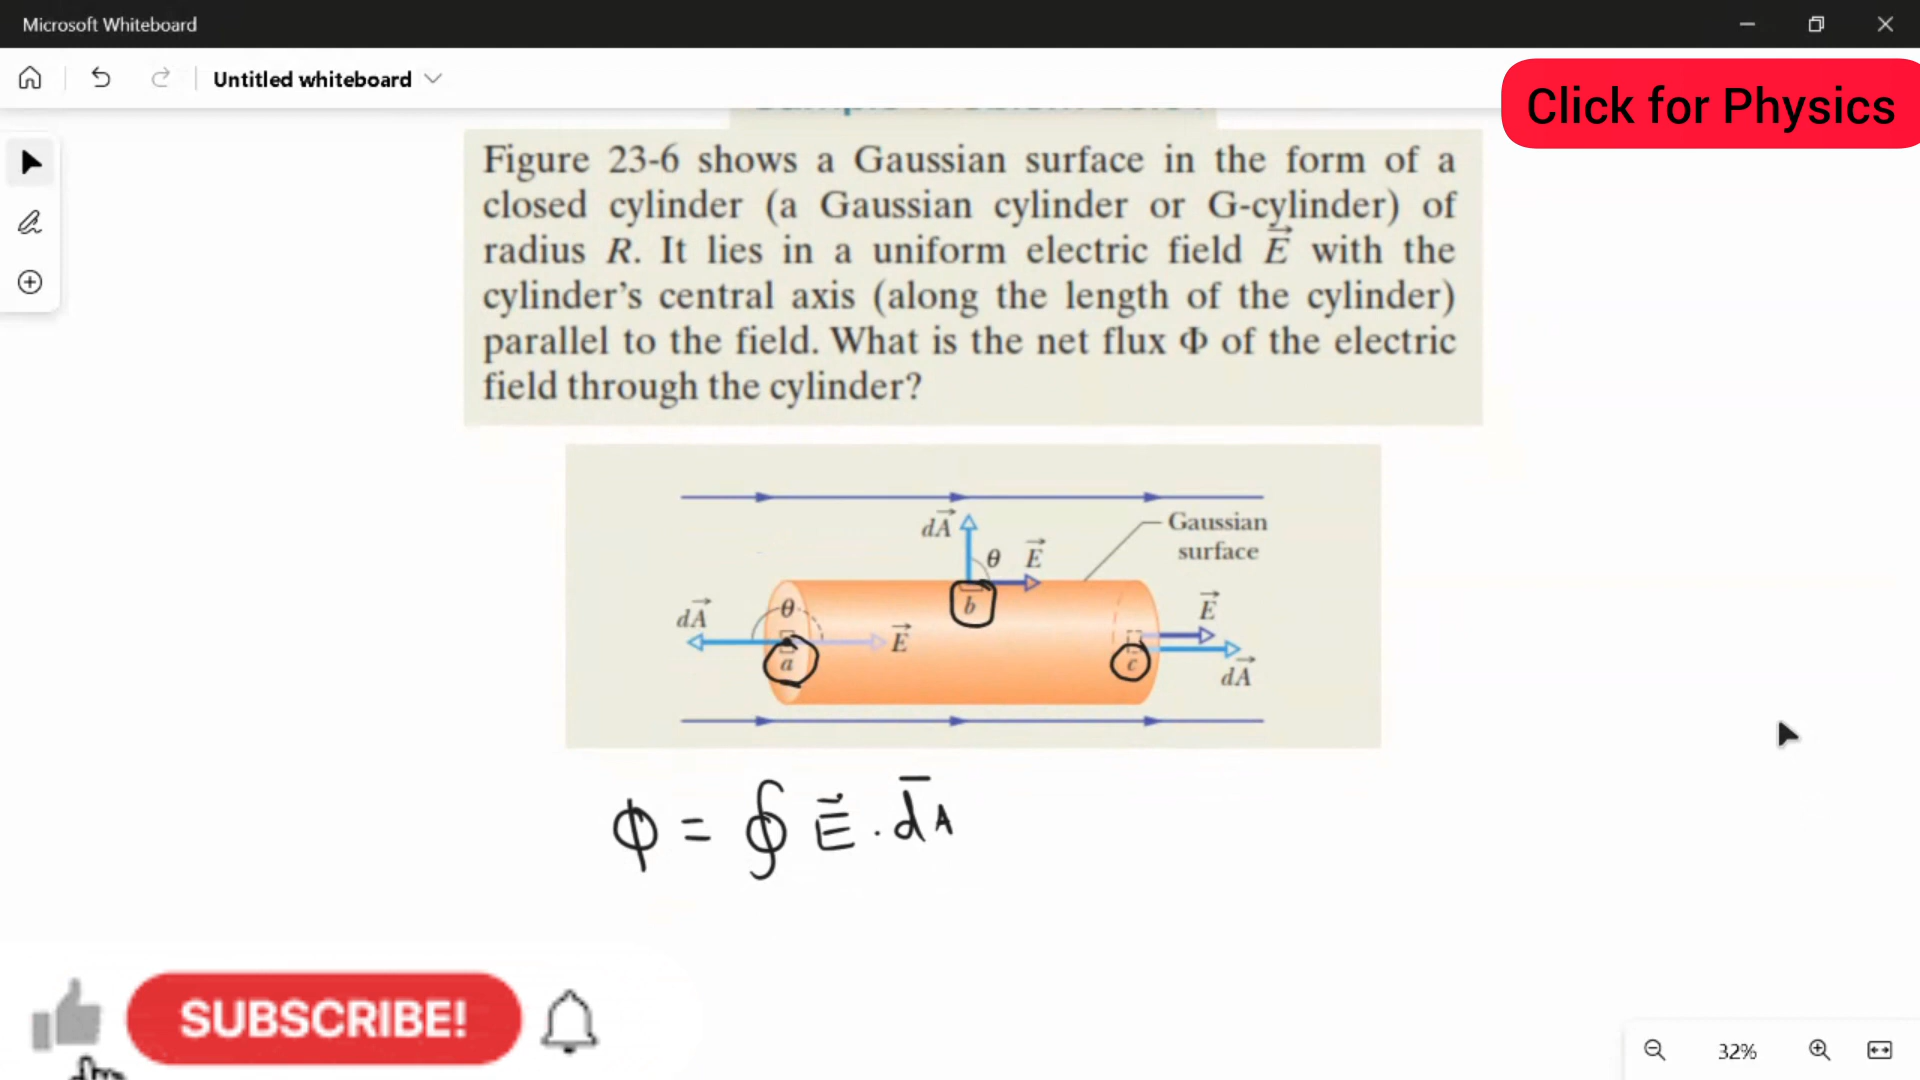 Microsoft Whiteboard
Untitled whiteboard
Click for Physics
Figure 23-6 shows a Gaussian surface in the form of a
closed cylinder (a Gaussian cylinder or G-cylinder) of
radius R. It lies in a uniform electric field E⃗ with the
cylinder's central axis (along the length of the cylinder)
parallel to the field. What is the net flux Φ of the electric
field through the cylinder?
dA⃗
θ
E⃗
Gaussian
surface
b
dA⃗
θ
a
E⃗
E⃗
c
dA⃗
Φ = ∮ E⃗ . d̅A
SUBSCRIBE!
32%